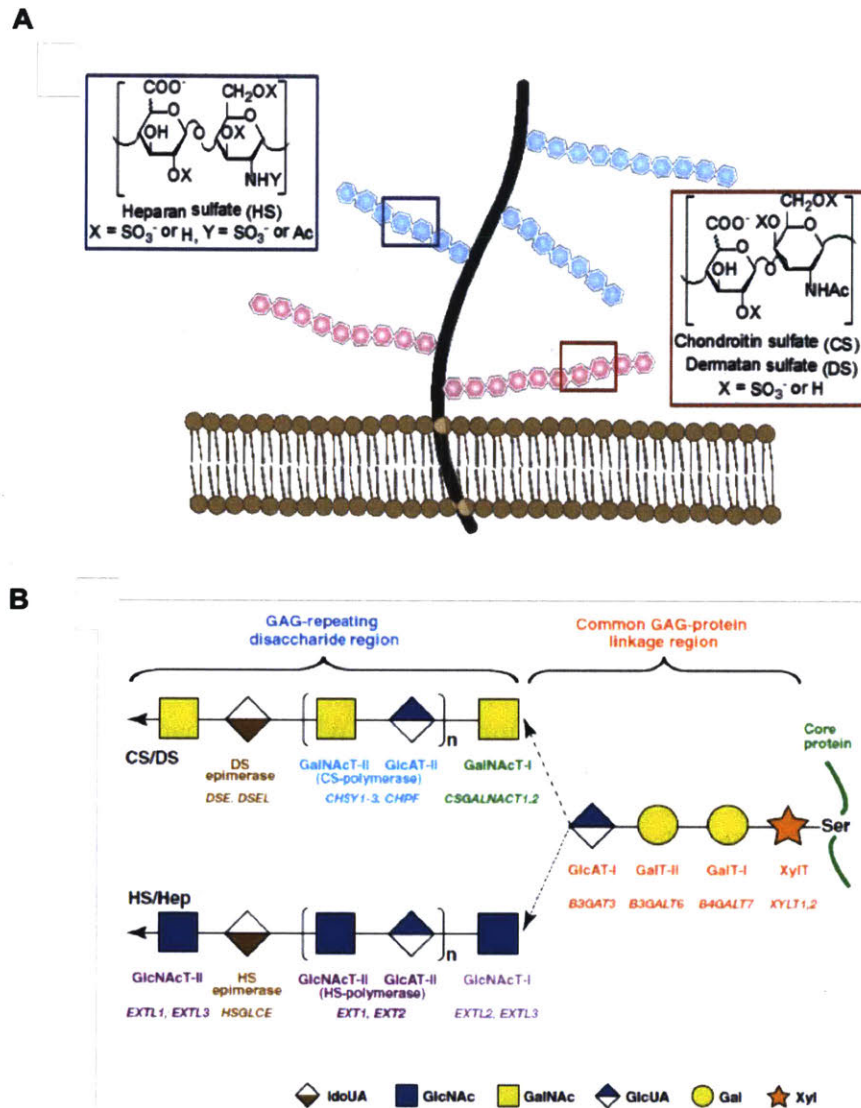 A
COO⁻
CH₂OX
O
O
OH
O
OX
OX
NHY
Heparan sulfate (HS)
X = SO₃⁻ or H, Y = SO₃⁻ or Ac
CH₂OX
COO⁻
XO
O
O
OH
O
NHAc
OX
Chondroitin sulfate (CS)
Dermatan sulfate (DS)
X = SO₃⁻ or H
B
GAG-repeating
disaccharide region
Common GAG-protein
linkage region
n
CS/DS
DS
epimerase
GalNAcT-II
GlcAT-II
(CS-polymerase)
GalNAcT-I
DSE, DSEL
CHSY1-3, CHPF
CSGALNACT1,2
Core
protein
Ser
GlcAT-I
GalT-II
GalT-I
XylT
B3GAT3
B3GALT6
B4GALT7
XYLT1,2
HS/Hep
n
GlcNAcT-II
HS
epimerase
GlcNAcT-II
GlcAT-II
(HS-polymerase)
GlcNAcT-I
EXTL1, EXTL3
HSGLCE
EXT1, EXT2
EXTL2, EXTL3
IdoUA
GlcNAc
GalNAc
GlcUA
Gal
Xyl